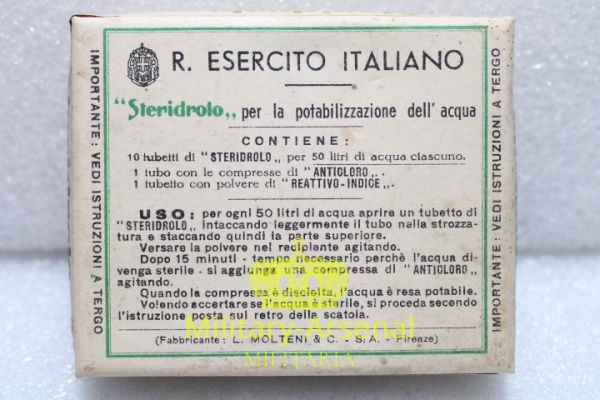 R. ESERCITO ITALIANO
"Steridrolo„ per la potabilizzazione dell'acqua
CONTIENE:
10 tubetti di "STERIDROLO„ per 50 litri di acqua ciascuno.
1 tubo con le compresse di "ANTICLORO„.
1 tubetto con polvere di "REATTIVO-INDICE„.
USO: per ogni 50 litri di acqua aprire un tubetto di
"STERIDROLO„, intaccando leggermente il tubo nella strozza-
tura e staccando quindi la parte superiore.
Versare la polvere nel recipiente agitando.
Dopo 15 minuti - tempo necessario perchè l'acqua di-
venga sterile - si aggiunga una compressa di "ANTICLORO„
agitando.
Quando la compressa è disciolta, l'acqua è resa potabile.
Volendo accertare se l'acqua è sterile, si proceda secondo
l'istruzione posta sul retro della scatola.
(Fabbricante: L. MOLTENI & C. - S. A. - Firenze)
IMPORTANTE: VEDI ISTRUZIONI A TERGO
IMPORTANTE: VEDI ISTRUZIONI A TERGO
Military-Arsenal
MILITARIA